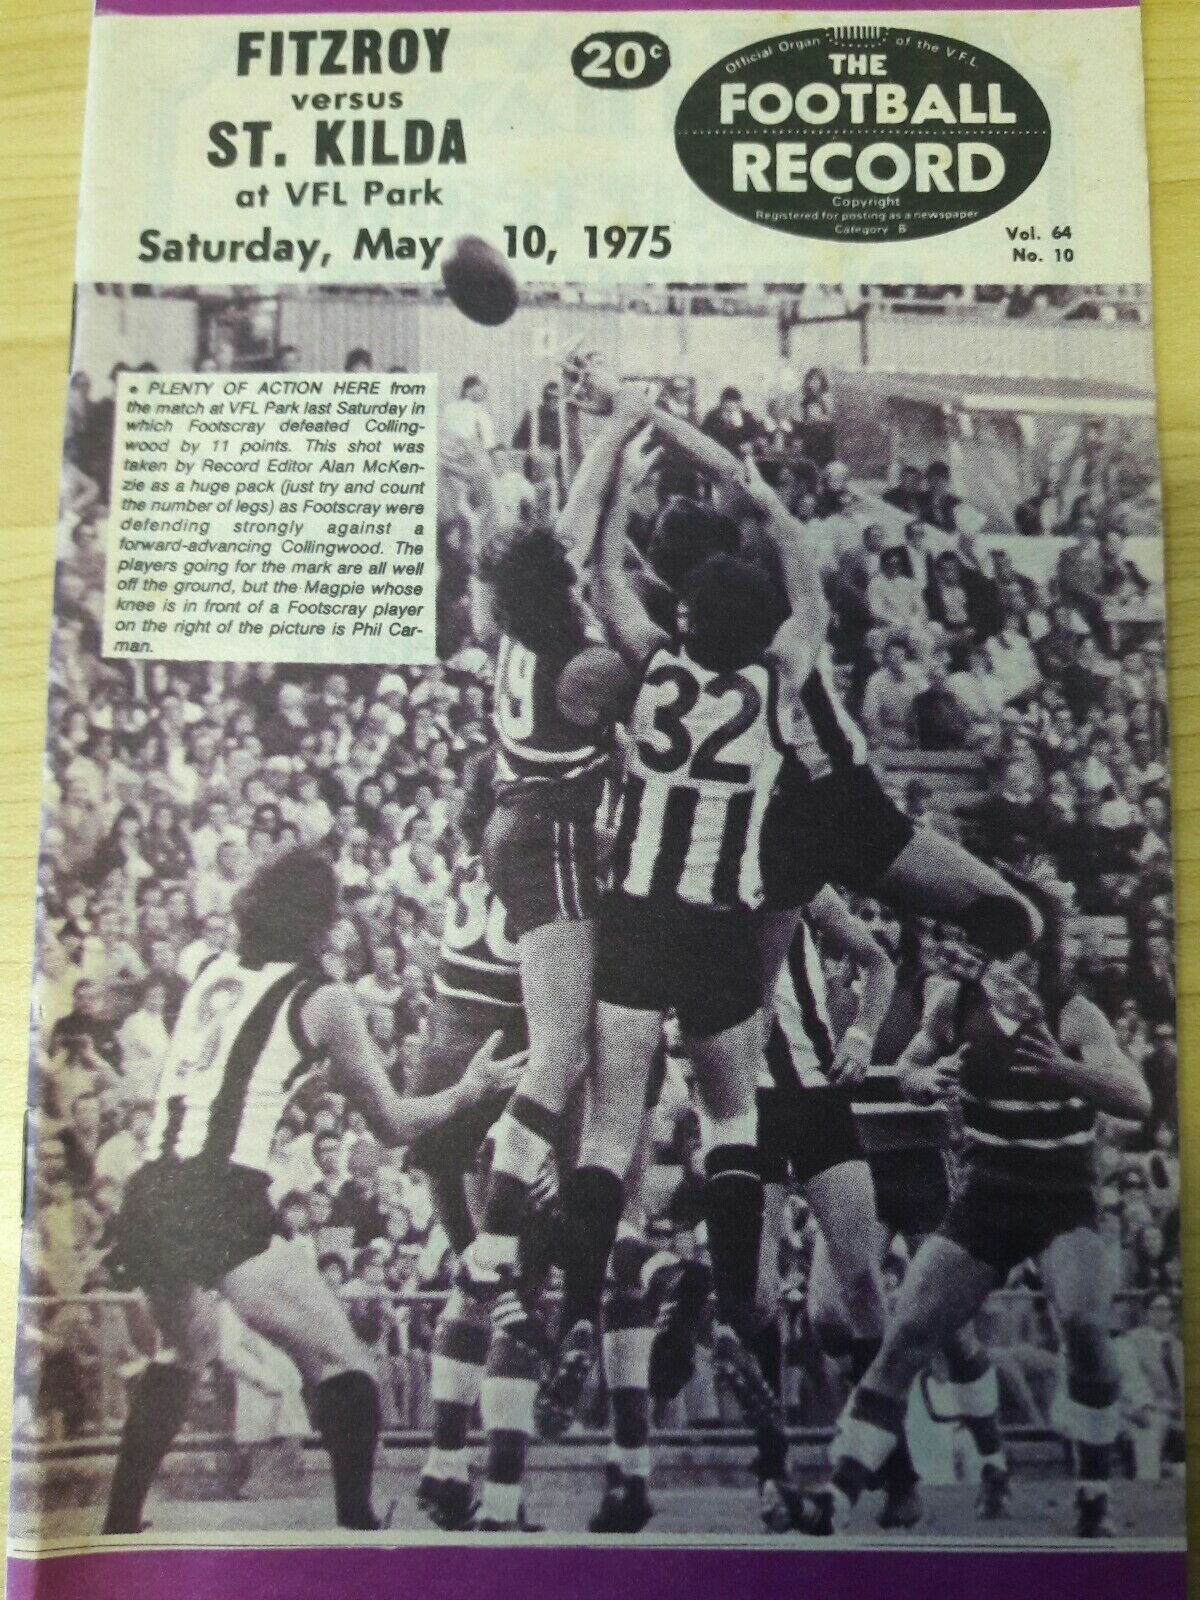 FITZROY
versus
ST. KILDA
at VFL Park
Saturday, May 10, 1975
20c
Official Organ of the V.F.L.
THE
FOOTBALL
RECORD
Copyright
Registered for posting as a newspaper
Category B
Vol. 64
No. 10
• PLENTY OF ACTION HERE from
the match at VFL Park last Saturday in
which Footscray defeated Colling-
wood by 11 points. This shot was
taken by Record Editor Alan McKen-
zie as a huge pack (just try and count
the number of legs) as Footscray were
defending strongly against a
forward-advancing Collingwood. The
players going for the mark are all well
off the ground, but the Magpie whose
knee is in front of a Footscray player
on the right of the picture is Phil Car-
man.
32